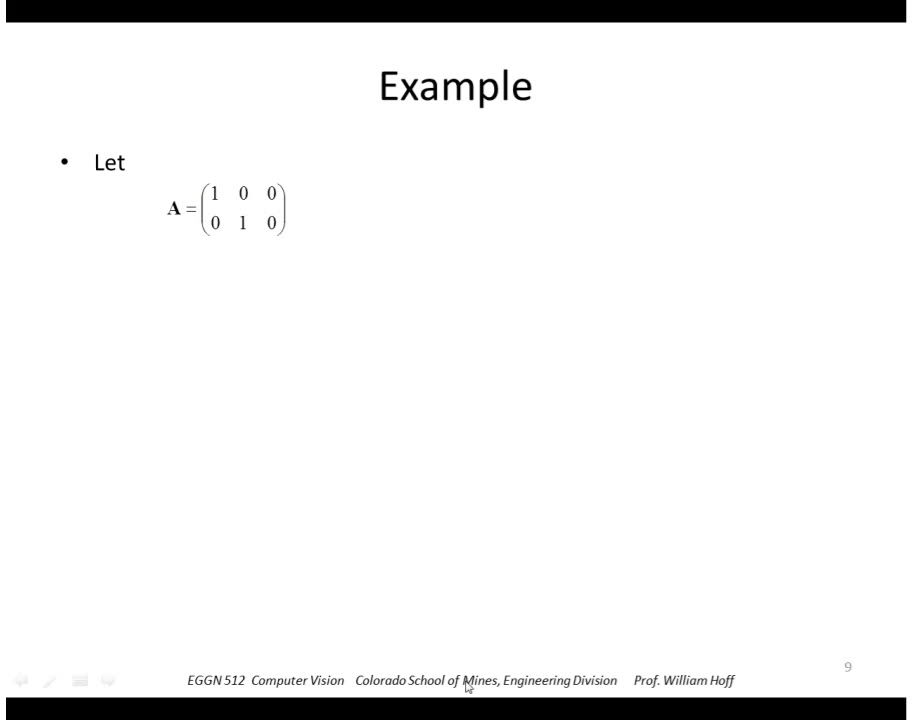 Example
• Let
A = (1 0 0
0 1 0)
9
EGGN 512 Computer Vision Colorado School of Mines, Engineering Division Prof. William Hoff